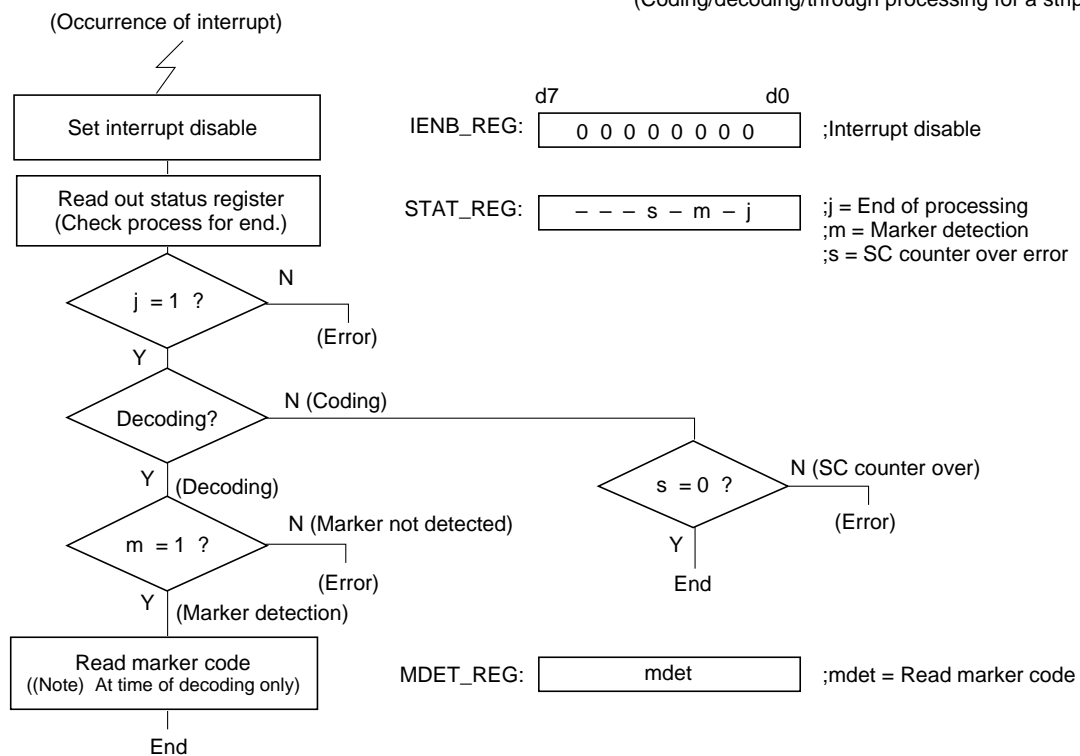 (Coding/decoding/through processing for a strip
(Occurrence of interrupt)
Set interrupt disable
d7 d0
IENB_REG: 0 0 0 0 0 0 0 0 ;Interrupt disable
Read out status register
(Check process for end.)
STAT_REG: – – – s – m – j ;j = End of processing
;m = Marker detection
;s = SC counter over error
j = 1 ?
N
(Error)
Y
Decoding?
N (Coding)
Y
(Decoding)
s = 0 ?
N (SC counter over)
(Error)
Y
End
m = 1 ?
N (Marker not detected)
(Error)
Y
(Marker detection)
Read marker code
((Note) At time of decoding only)
MDET_REG: mdet ;mdet = Read marker code
End